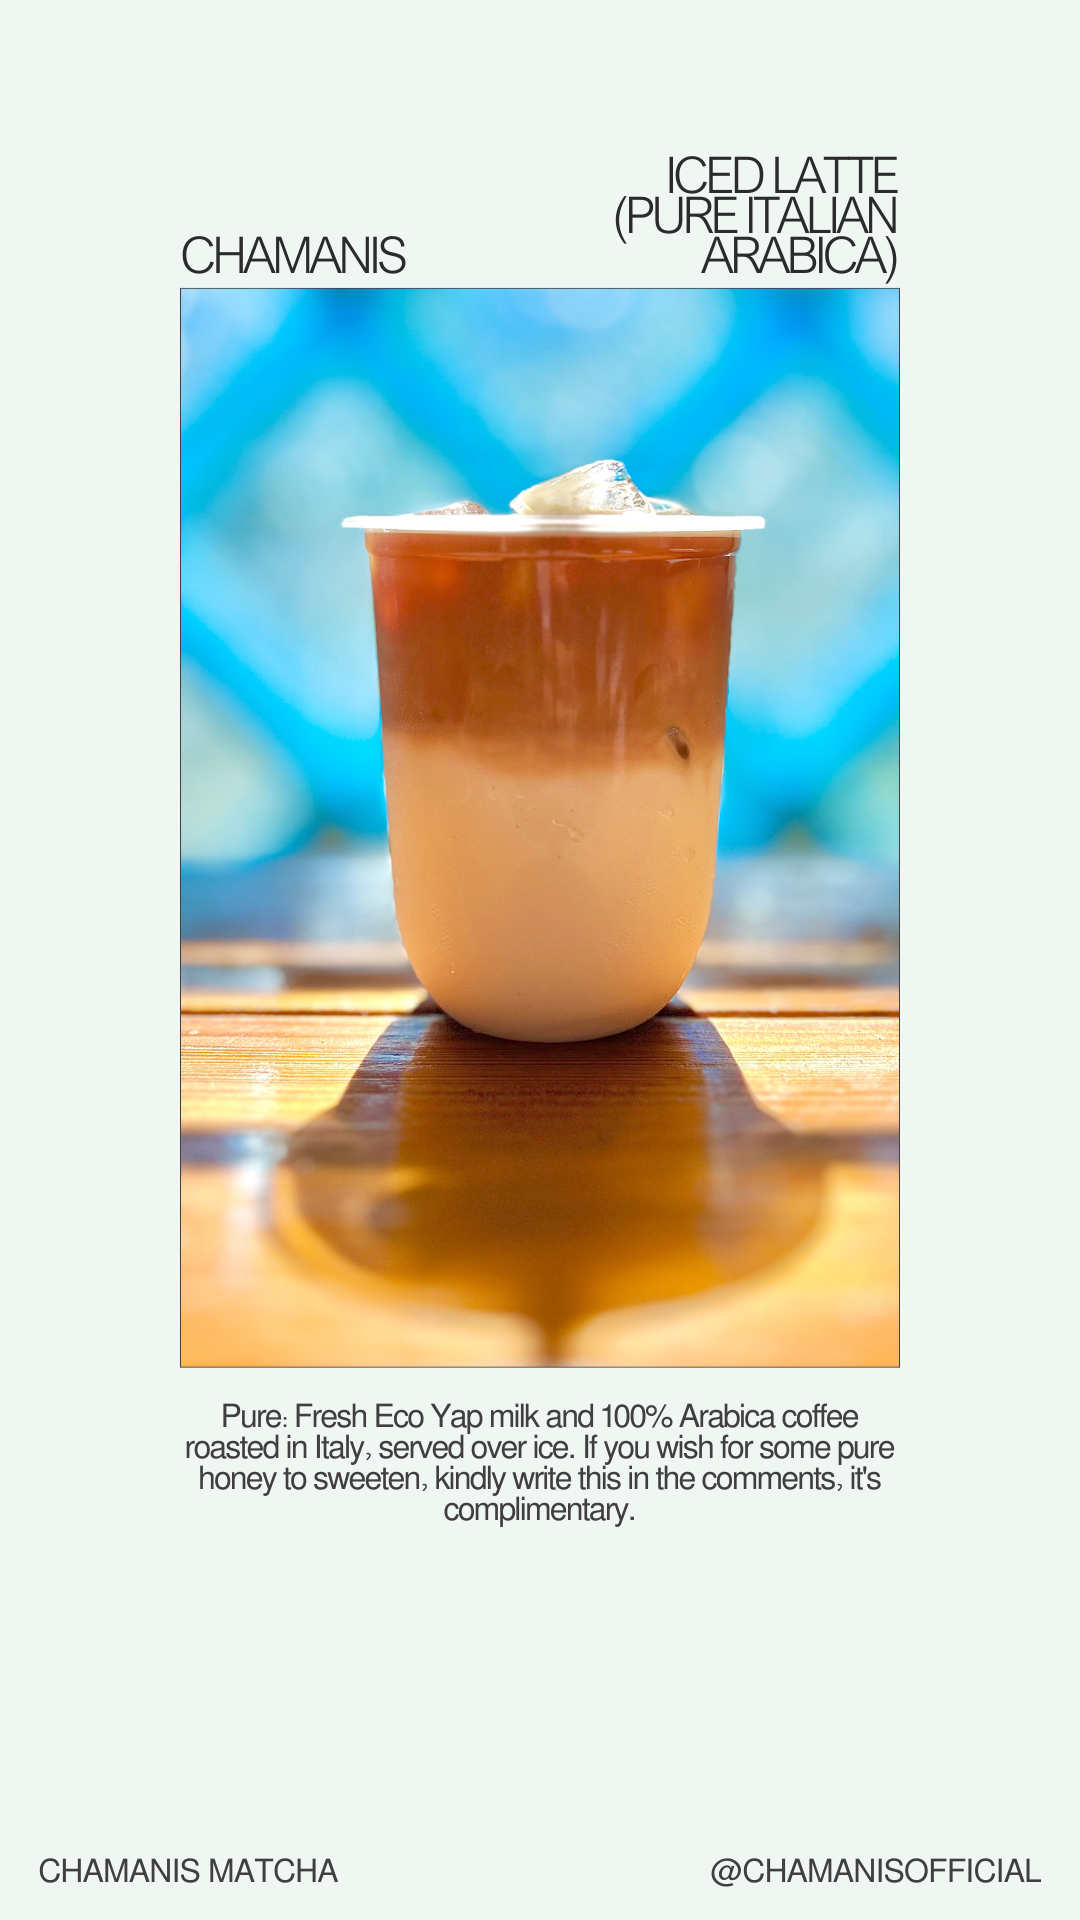 CHAMANIS
ICED LATTE
(PURE ITALIAN
ARABICA)
Pure: Fresh Eco Yap milk and 100% Arabica coffee
roasted in Italy, served over ice. If you wish for some pure
honey to sweeten, kindly write this in the comments, it's
complimentary.
CHAMANIS MATCHA
@CHAMANISOFFICIAL